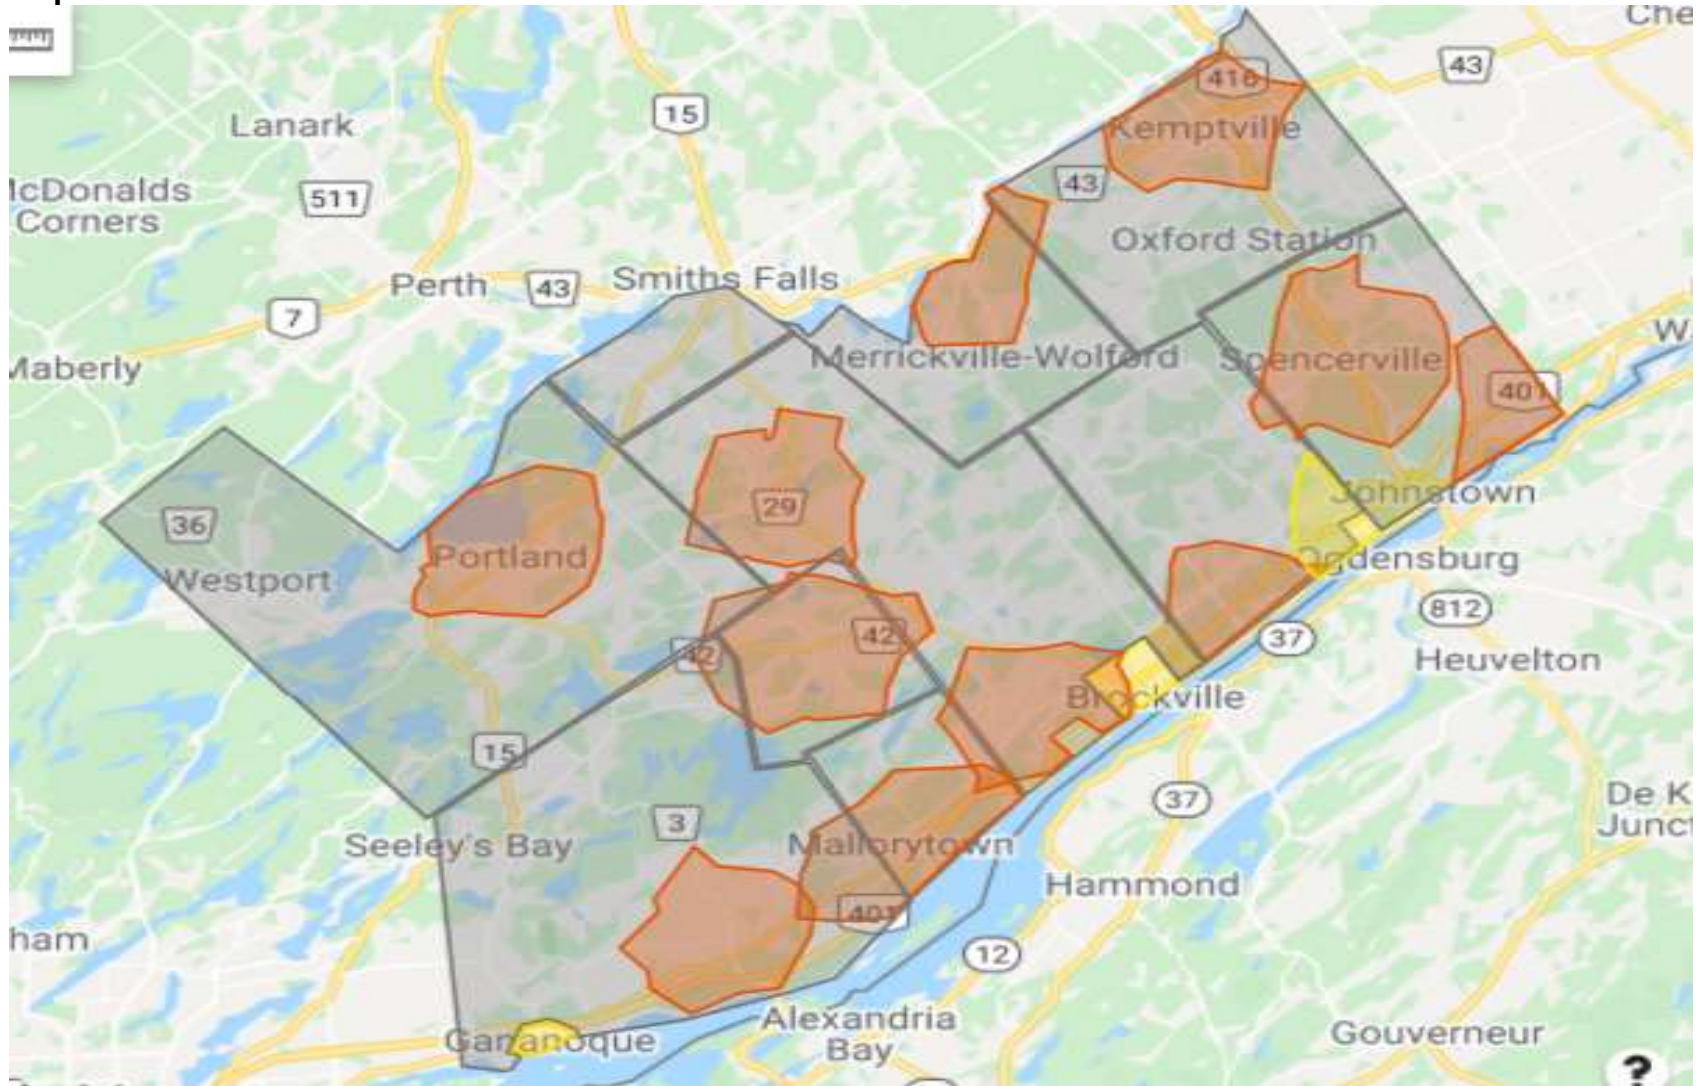 Che
43
416
15
Lanark
Kemptville
511
McDonalds
Corners
43
Oxford Station
Perth
43
Smiths Falls
7
W
Merrickville-Wolford
Spencerville
Maberly
401
29
Johnstown
36
Portland
Ogdensburg
Westport
812
42
42
37
Heuvelton
Brockville
15
37
De K
Junct
3
Seeley's Bay
Mallorytown
Hammond
401
ham
12
Alexandria
Bay
Gananoque
Gouverneur
?